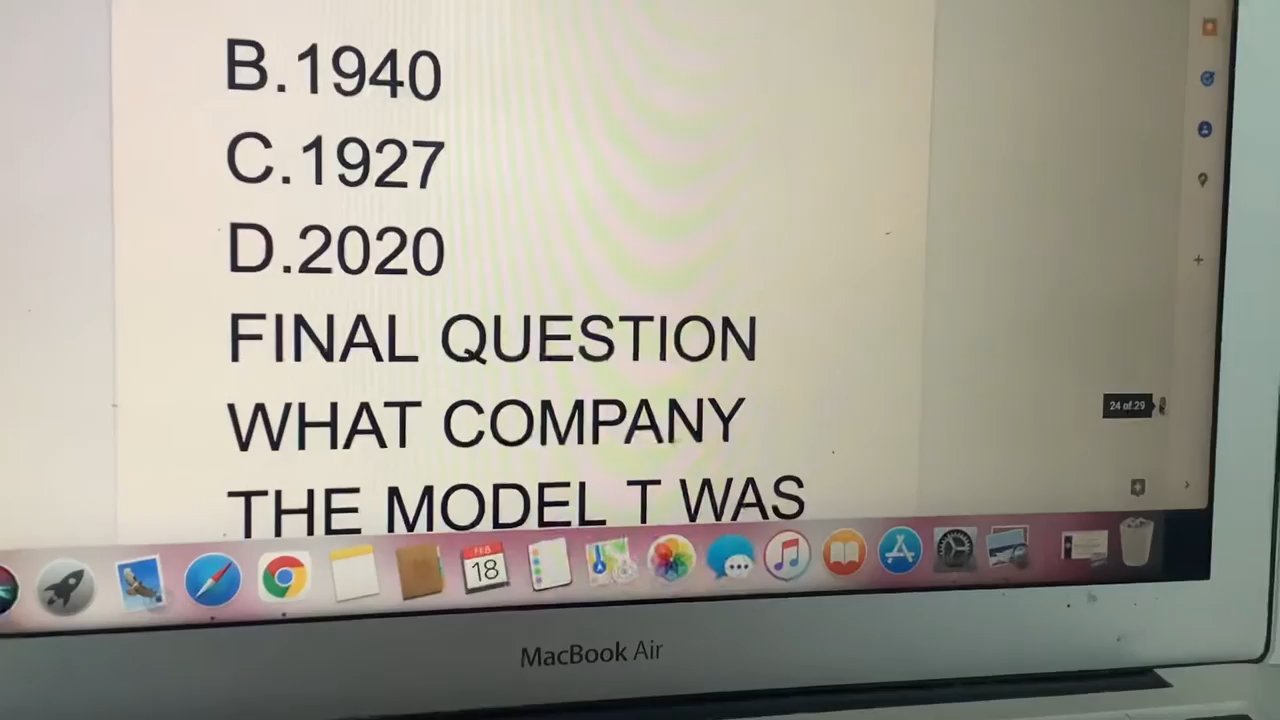 B.1940
C.1927
D.2020
FINAL QUESTION
WHAT COMPANY
THE MODEL T WAS
24 of 29
FEB
18
MacBook Air